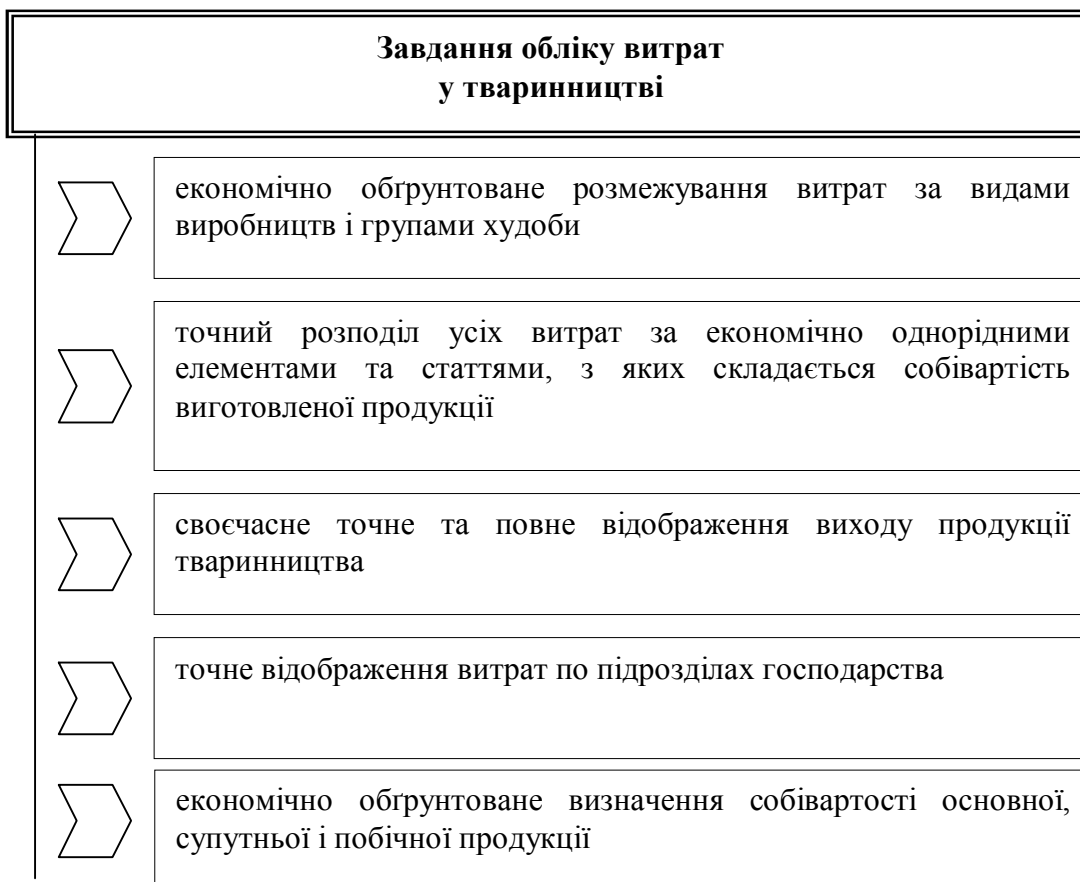 Завдання обліку витрат
у тваринництві
економічно обґрунтоване розмежування витрат за видами
виробництв і групами худоби
точний розподіл усіх витрат за економічно однорідними
елементами та статтями, з яких складається собівартість
виготовленої продукції
своєчасне точне та повне відображення виходу продукції
тваринництва
точне відображення витрат по підрозділах господарства
економічно обґрунтоване визначення собівартості основної,
супутньої і побічної продукції